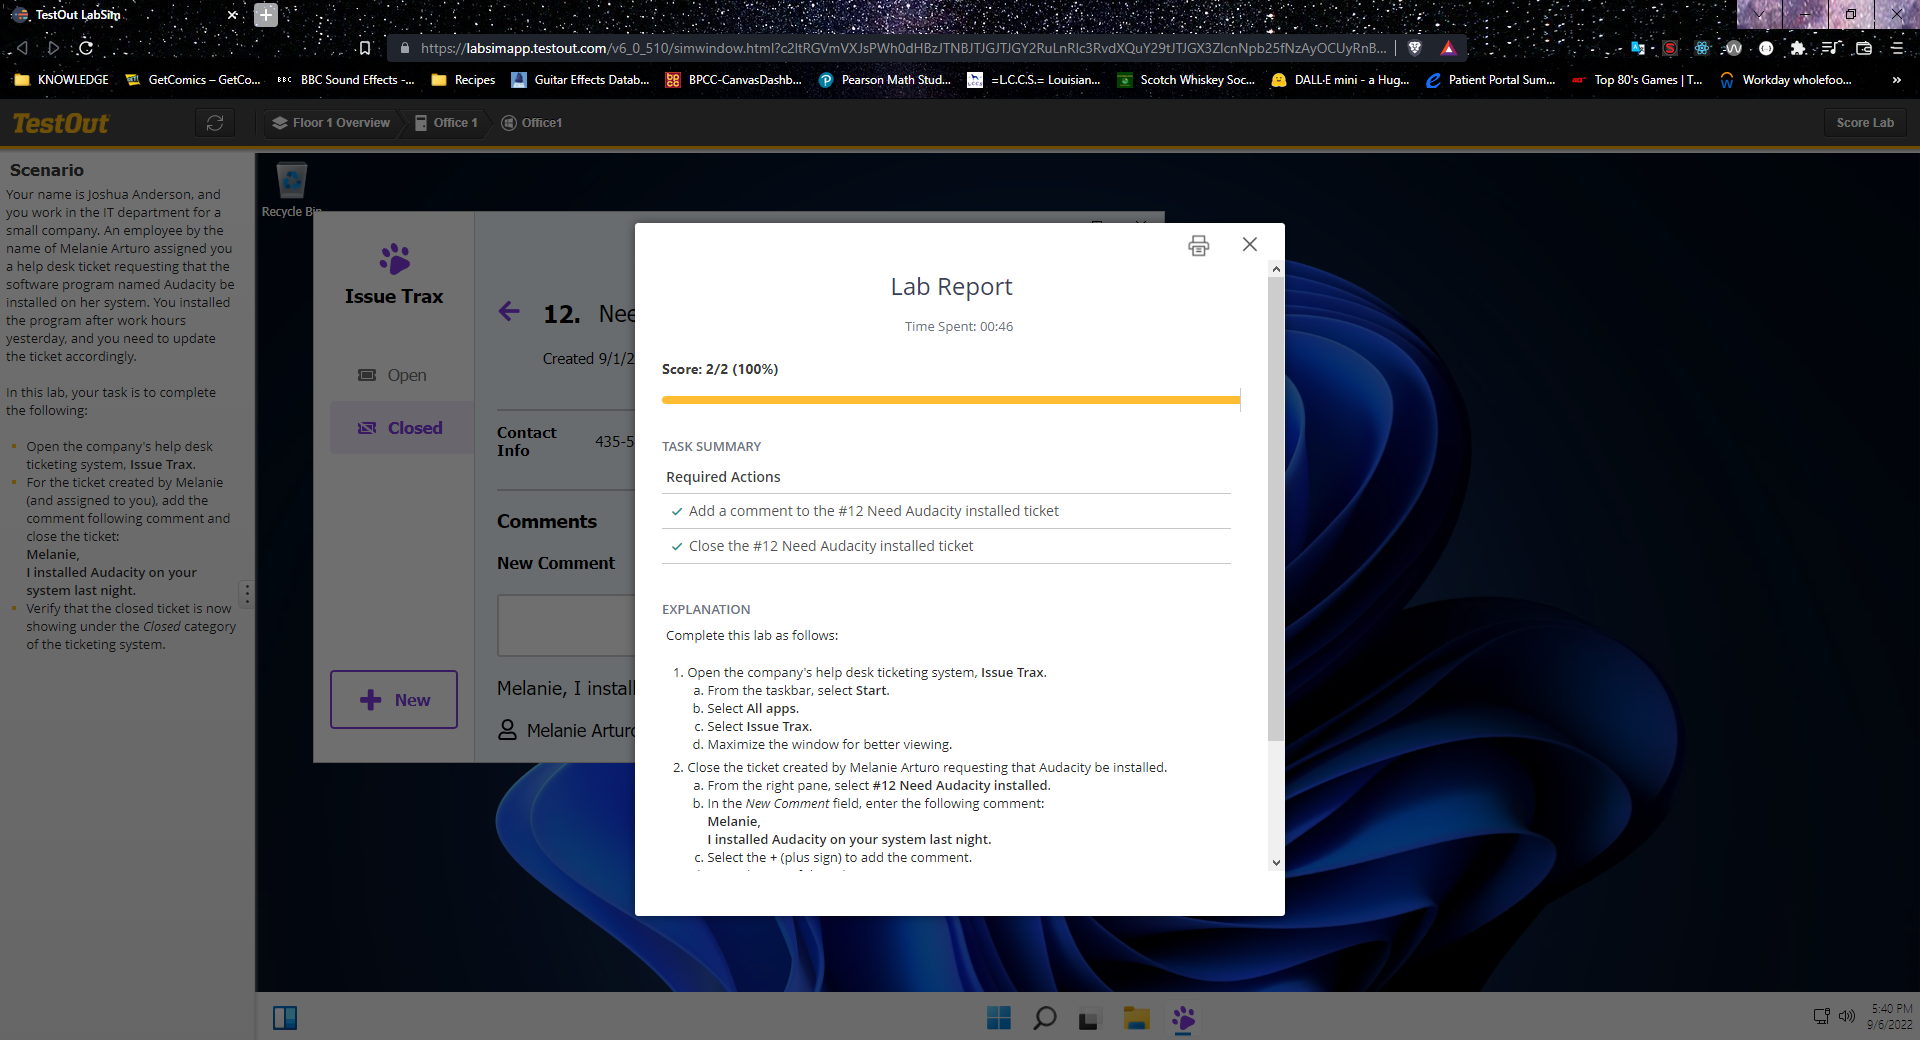 TestOut LabSim
https://labsimapp.testout.com/v6_0_510/simwindow.html?
KNOWLEDGE
GetComics – GetCo...
BBC
BBC Sound Effects -...
Recipes
Guitar Effects Datab...
BPCC-CanvasDashb...
Pearson Math Stud...
=L.C.C.S.= Louisian...
Scotch Whiskey Soc...
DALL·E mini - a Hug...
Patient Portal Sum...
Top 80's Games | T...
Workday wholefoo...
»
TestOut
Floor 1 Overview
Office 1
Office1
Score Lab
Scenario
Your name is Joshua Anderson, and
you work in the IT department for a
small company. An employee by the
name of Melanie Arturo assigned you
a help desk ticket requesting that the
software program named Audacity be
installed on her system. You installed
the program after work hours
yesterday, and you need to update
the ticket accordingly.
In this lab, your task is to complete
the following:
Open the company's help desk
ticketing system, Issue Trax.
For the ticket created by Melanie
(and assigned to you), add the
comment following comment and
close the ticket:
Melanie,
I installed Audacity on your
system last night.
Verify that the closed ticket is now
showing under the Closed category
of the ticketing system.
Recycle Bin
Issue Trax
Open
Closed
New
12. Nee
Created 9/1/2
Contact
Info
435-5
Comments
New Comment
Melanie, I install
Melanie Arturo
Lab Report
Time Spent: 00:46
Score: 2/2 (100%)
TASK SUMMARY
Required Actions
Add a comment to the #12 Need Audacity installed ticket
Close the #12 Need Audacity installed ticket
EXPLANATION
Complete this lab as follows:
1. Open the company's help desk ticketing system, Issue Trax.
a. From the taskbar, select Start.
b. Select All apps.
c. Select Issue Trax.
d. Maximize the window for better viewing.
2. Close the ticket created by Melanie Arturo requesting that Audacity be installed.
a. From the right pane, select #12 Need Audacity installed.
b. In the New Comment field, enter the following comment:
Melanie,
I installed Audacity on your system last night.
c. Select the + (plus sign) to add the comment.
5:40 PM
9/6/2022